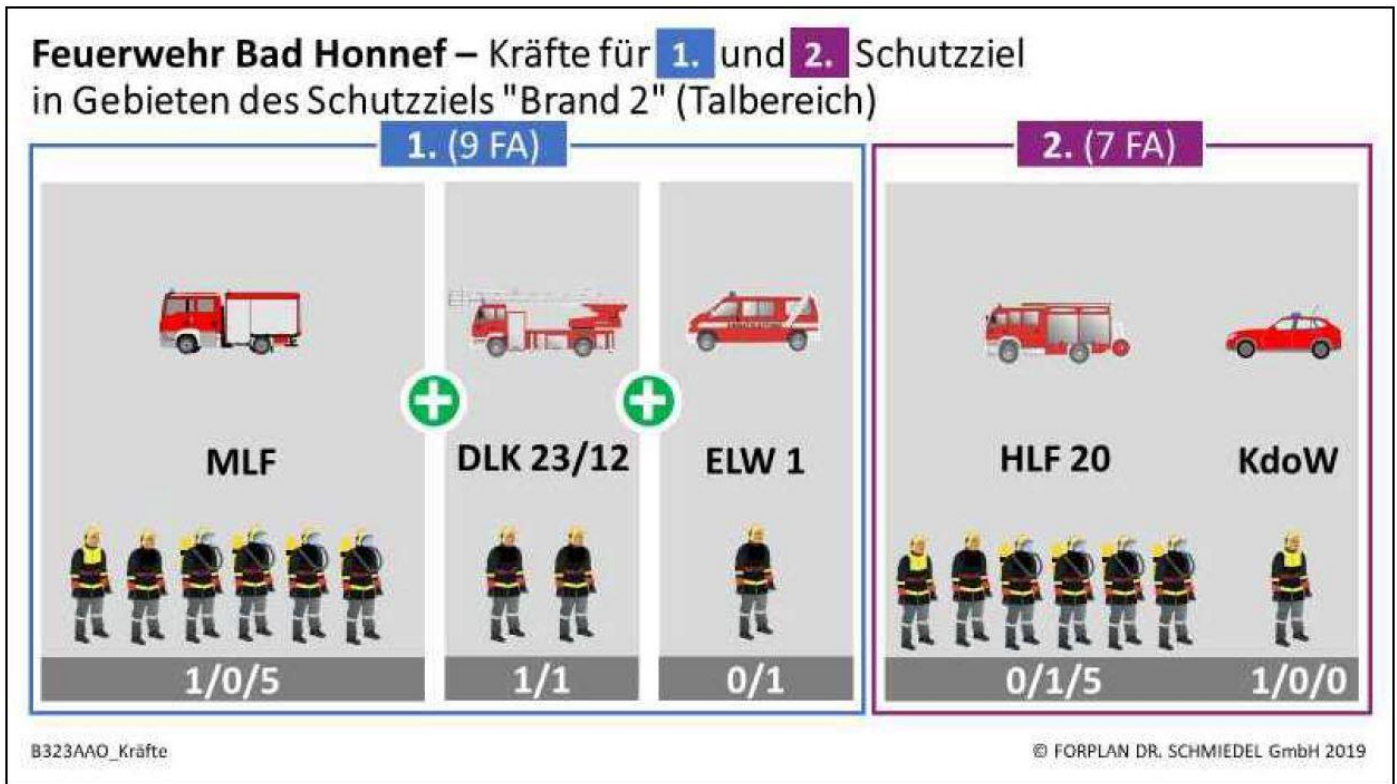 Feuerwehr Bad Honnef – Kräfte für 1. und 2. Schutzziel
in Gebieten des Schutzziels "Brand 2" (Talbereich)
1. (9 FA)
2. (7 FA)
MLF
DLK 23/12
ELW 1
HLF 20
KdoW
1/0/5
1/1
0/1
0/1/5
1/0/0
B323AAO_Kräfte
© FORPLAN DR. SCHMIEDEL GmbH 2019